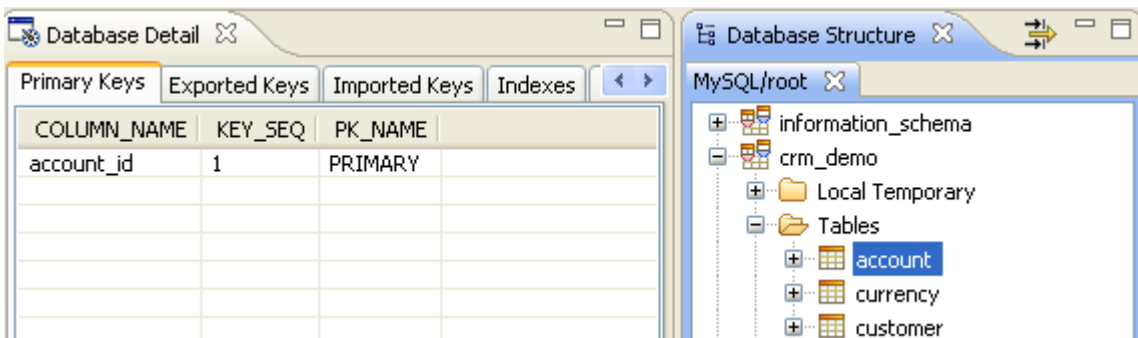 Database Detail
Primary Keys Exported Keys Imported Keys Indexes
COLUMN_NAME KEY_SEQ PK_NAME
account_id 1 PRIMARY
Database Structure
MySQL/root
information_schema
crm_demo
Local Temporary
Tables
account
currency
customer